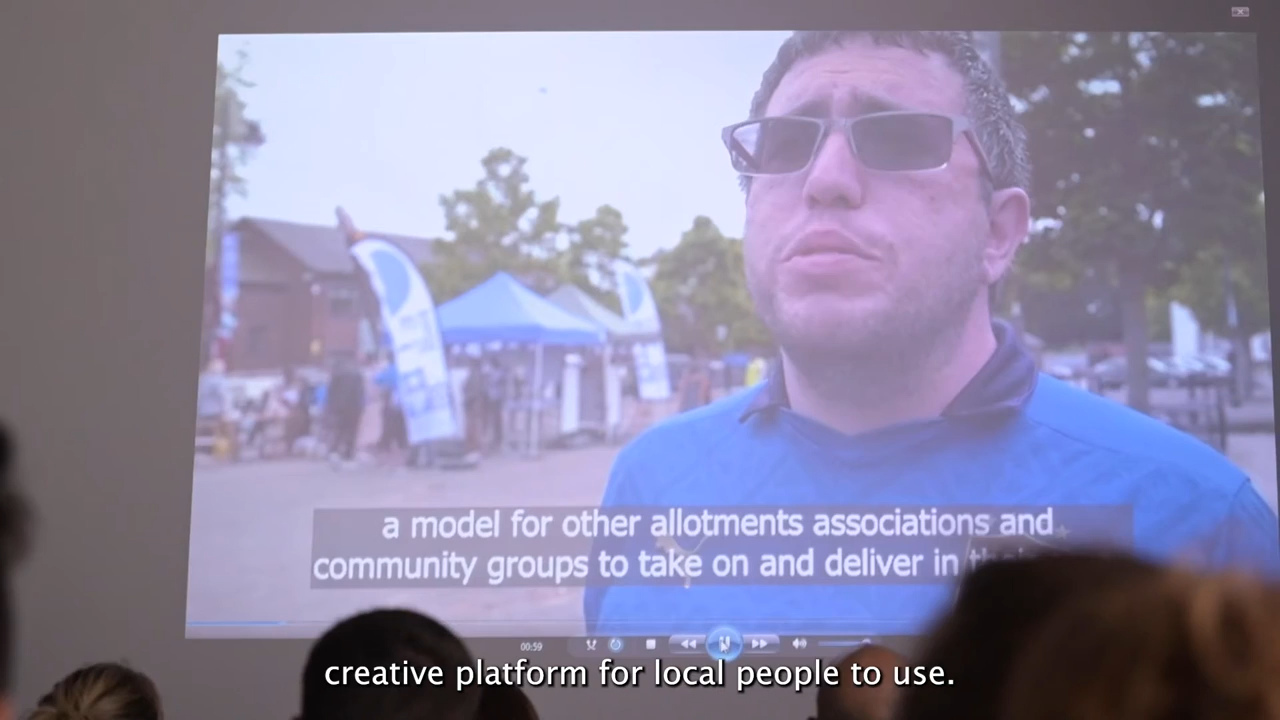 a model for other allotments associations and
community groups to take on and deliver in
00:59
creative platform for local people to use.